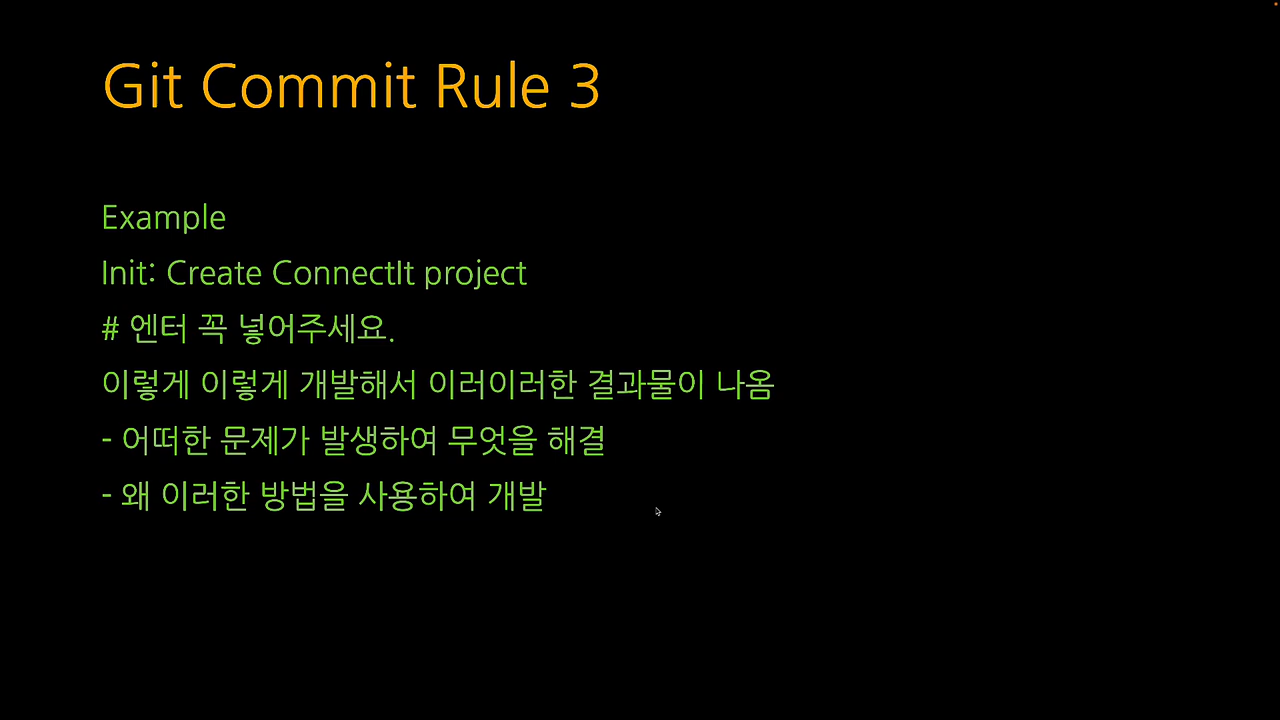 Git Commit Rule 3
Example
Init: Create ConnectIt project
# 엔터 꼭 넣어주세요.
이렇게 이렇게 개발해서 이러이러한 결과물이 나옴
- 어떠한 문제가 발생하여 무엇을 해결
- 왜 이러한 방법을 사용하여 개발